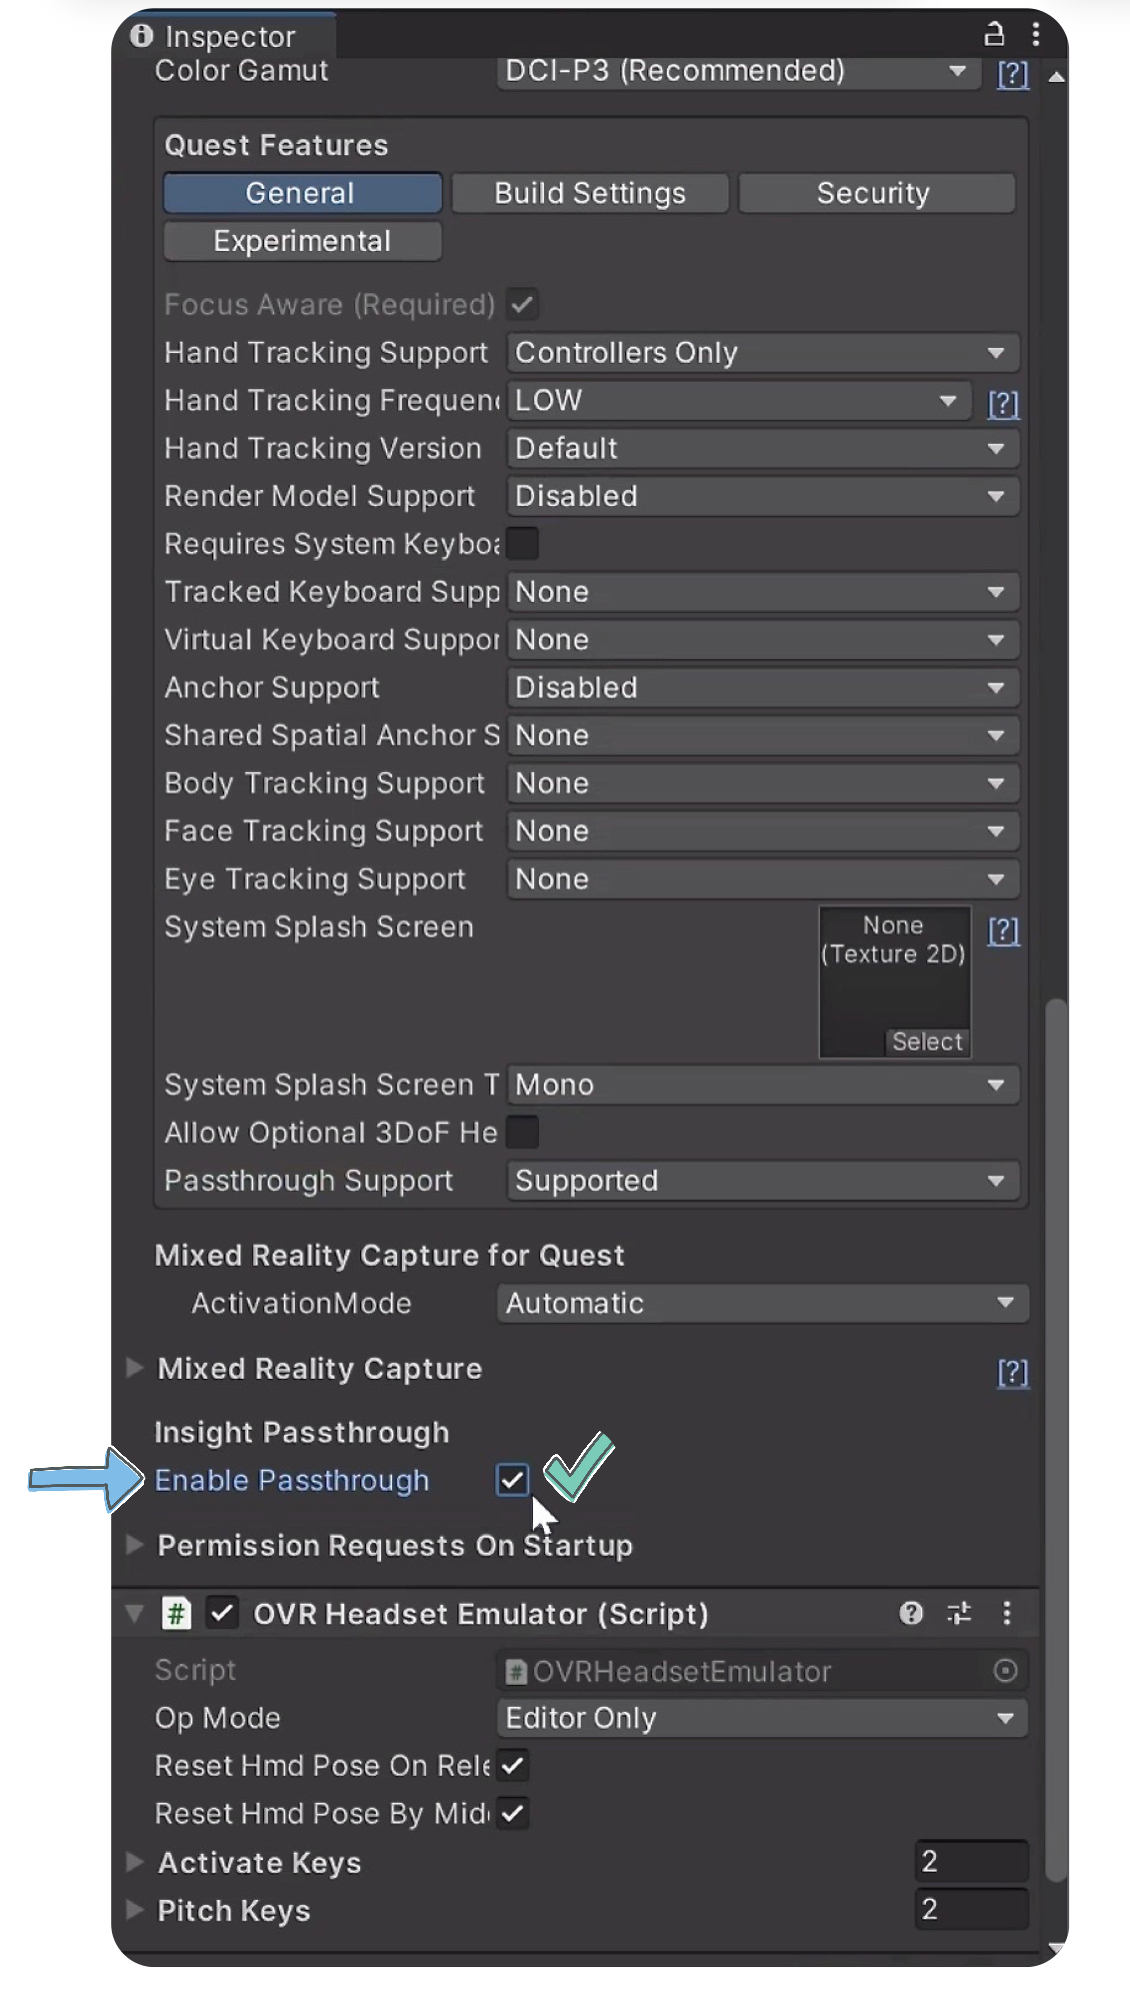 Inspector
Color Gamut DCI-P3 (Recommended) [?]
Quest Features
General Build Settings Security
Experimental
Focus Aware (Required)
Hand Tracking Support Controllers Only
Hand Tracking Frequenc LOW [?]
Hand Tracking Version Default
Render Model Support Disabled
Requires System Keyboa
Tracked Keyboard Supp None
Virtual Keyboard Suppor None
Anchor Support Disabled
Shared Spatial Anchor S None
Body Tracking Support None
Face Tracking Support None
Eye Tracking Support None
System Splash Screen None [?]
(Texture 2D)
Select
System Splash Screen T Mono
Allow Optional 3DoF He
Passthrough Support Supported
Mixed Reality Capture for Quest
ActivationMode Automatic
Mixed Reality Capture [?]
Insight Passthrough
Enable Passthrough
Permission Requests On Startup
# OVR Headset Emulator (Script)
Script # OVRHeadsetEmulator
Op Mode Editor Only
Reset Hmd Pose On Rele
Reset Hmd Pose By Mid
Activate Keys 2
Pitch Keys 2